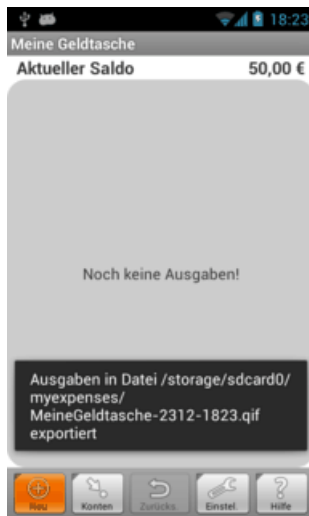 18:23
Meine Geldtasche
Aktueller Saldo 50,00 €
Noch keine Ausgaben!
Ausgaben in Datei /storage/sdcard0/
myexpenses/
MeineGeldtasche-2312-1823.qif
exportiert
Neu Konten Zurücks. Einstel. Hilfe